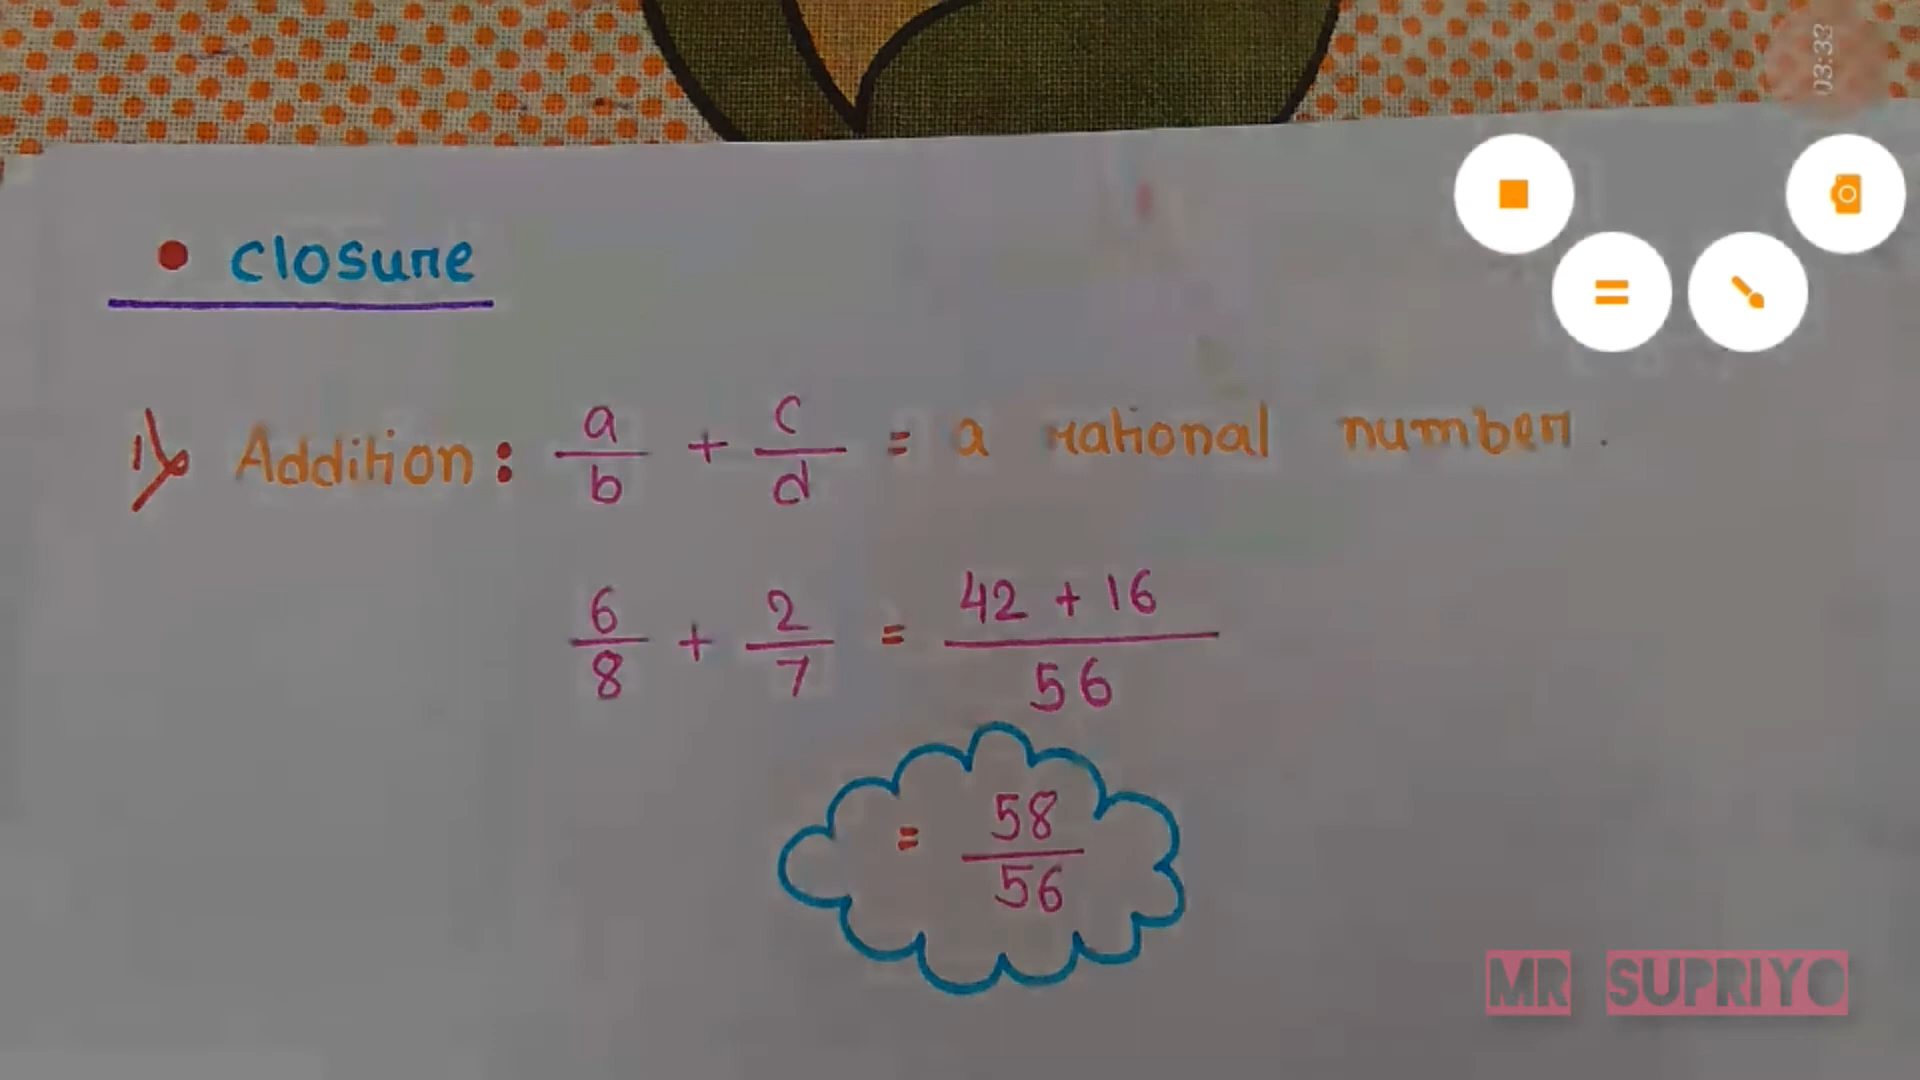 03:33
• closure
1) Addition : a/b + c/d = a rational number.
6/8 + 2/7 = 42 + 16 / 56
= 58/56
MR SUPRIYO